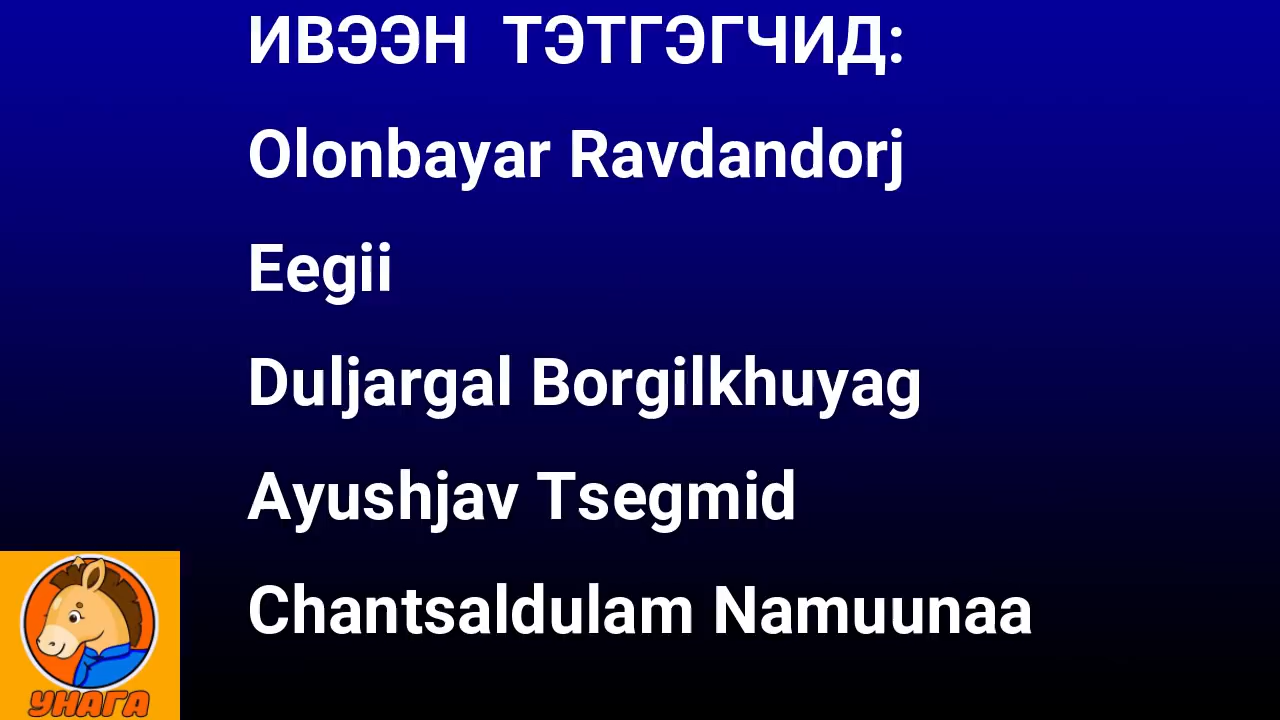 ИВЭЭН ТЭТГЭГЧИД:
Olonbayar Ravdandorj
Eegii
Duljargal Borgilkhuyag
Ayushjav Tsegmid
Chantsaldulam Namuunaa
УНАГА